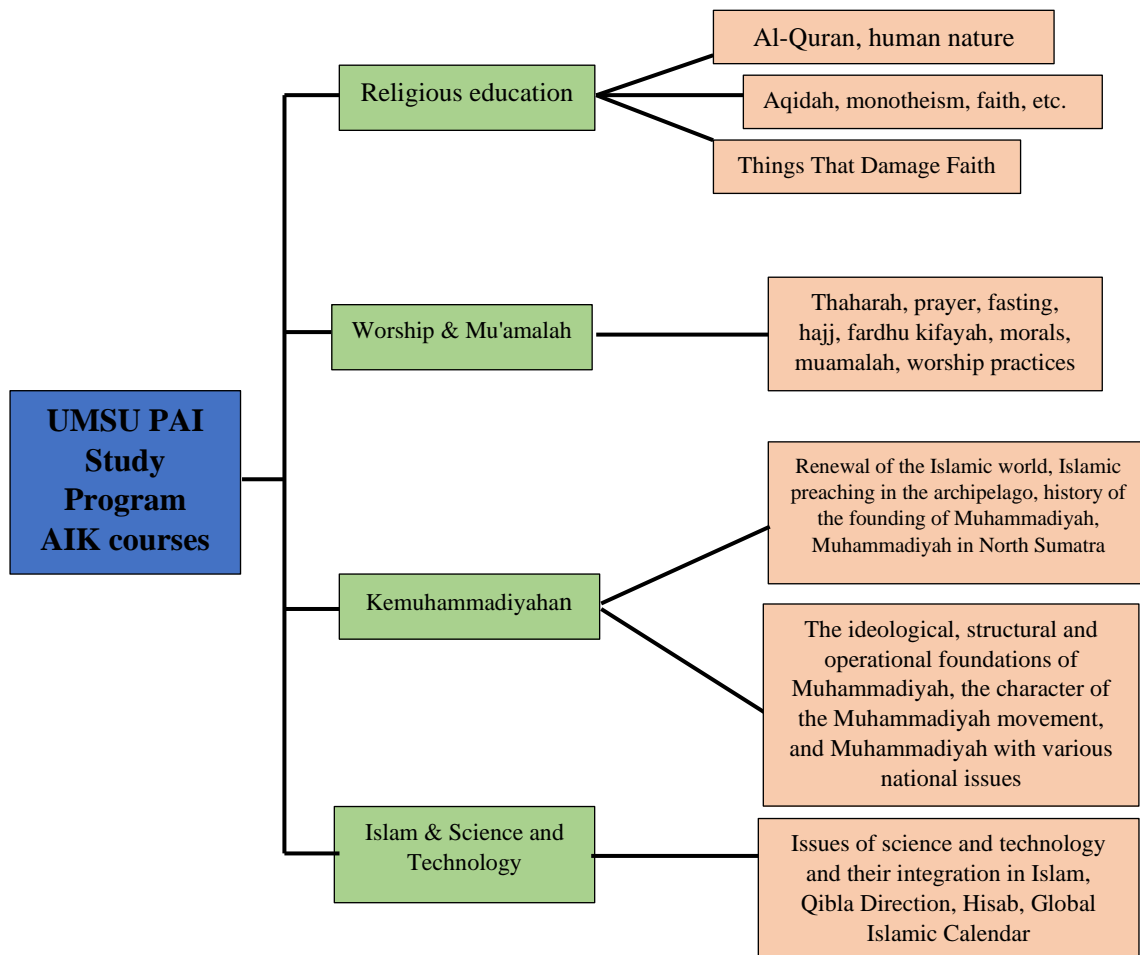 UMSU PAI
Study
Program
AIK courses
Religious education
Al-Quran, human nature
Aqidah, monotheism, faith, etc.
Things That Damage Faith
Worship & Mu'amalah
Thaharah, prayer, fasting,
hajj, fardhu kifayah, morals,
muamalah, worship practices
Kemuhammadiyahan
Renewal of the Islamic world, Islamic
preaching in the archipelago, history of
the founding of Muhammadiyah,
Muhammadiyah in North Sumatra
The ideological, structural and
operational foundations of
Muhammadiyah, the character of
the Muhammadiyah movement,
and Muhammadiyah with various
national issues
Islam & Science and
Technology
Issues of science and technology
and their integration in Islam,
Qibla Direction, Hisab, Global
Islamic Calendar